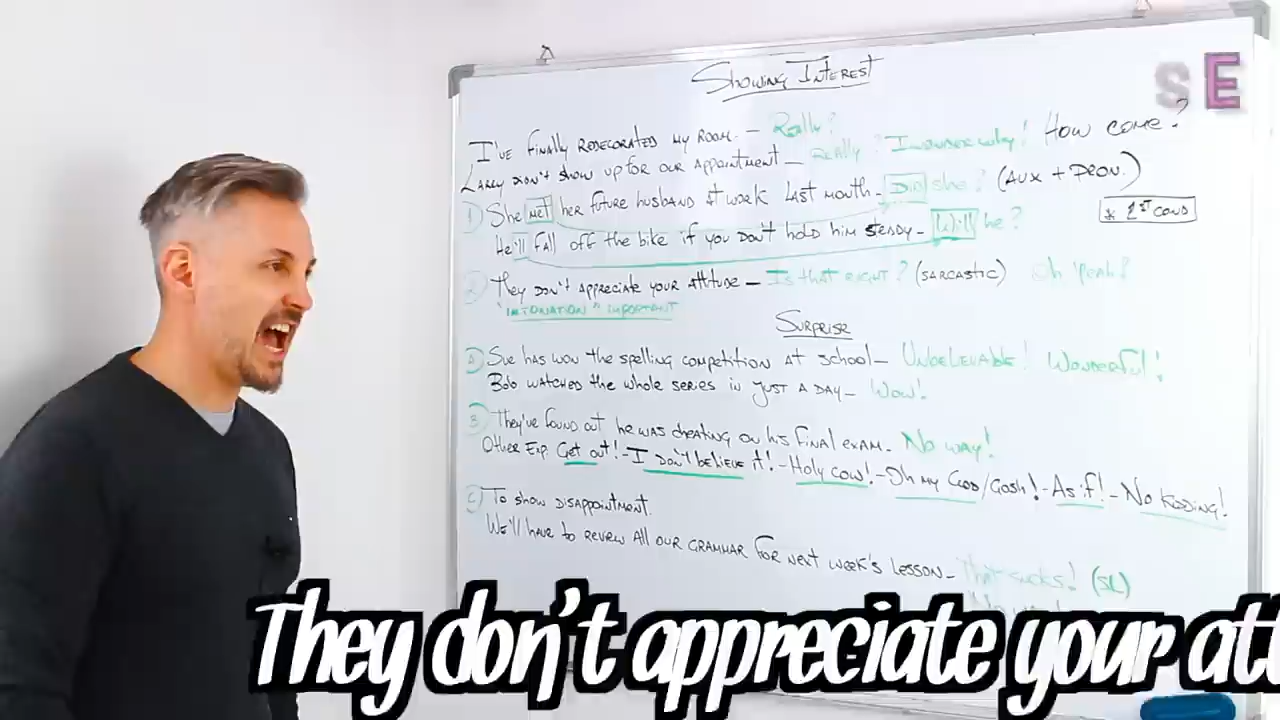 SHOWING INTEREST
SE
I'VE FINALLY REDECORATED MY ROOM. – Really? HOW COME?
LARRY DIDN'T SHOW UP FOR OUR APPOINTMENT – REALLY? I WONDER WHY!
1 SHE MET HER FUTURE HUSBAND AT WORK LAST MONTH – DID she? (AUX + PRON.)
* 1ST COND
HE'll FALL OFF THE BIKE IF YOU DON'T HOLD HIM STEADY – Will he?
2 THEY DON'T APPRECIATE YOUR ATTITUDE – IS THAT RIGHT? (SARCASTIC) Oh Yeah?
"INTONATION" IMPORTANT
SURPRISE
A SUE HAS WON THE SPELLING COMPETITION AT SCHOOL – UNBELIEVABLE! WONDERFUL!
BOB WATCHED THE WHOLE SERIES IN JUST A DAY – WOW!
B THEY'VE FOUND OUT HE WAS CHEATING ON HIS FINAL EXAM. NO WAY!
OTHER EXP. GET OUT! – I DON'T BELIEVE IT! – HOLY COW! – OH MY GOD/GOSH! – AS IF! – NO KIDDING!
C TO SHOW DISAPPOINTMENT.
WE'LL HAVE TO REVIEW ALL OUR GRAMMAR FOR NEXT WEEK'S LESSON – THAT SUCKS! (SL)
They don't appreciate your att